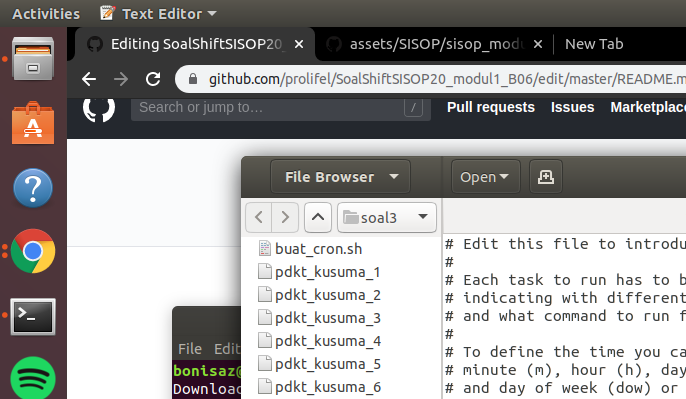 Activities Text Editor
Editing SoalShiftSISOP20_ × assets/SISOP/sisop_modu × New Tab
github.com/prolifel/SoalShiftSISOP20_modul1_B06/edit/master/README.m
Search or jump to... / Pull requests Issues Marketplace
File Browser Open
soal3
buat_cron.sh
pdkt_kusuma_1
pdkt_kusuma_2
pdkt_kusuma_3
pdkt_kusuma_4
pdkt_kusuma_5
pdkt_kusuma_6
# Edit this file to introdu
#
# Each task to run has to b
# indicating with different
# and what command to run f
#
# To define the time you ca
# minute (m), hour (h), day
# and day of week (dow) or
File Edi
bonisaz@
Downloac